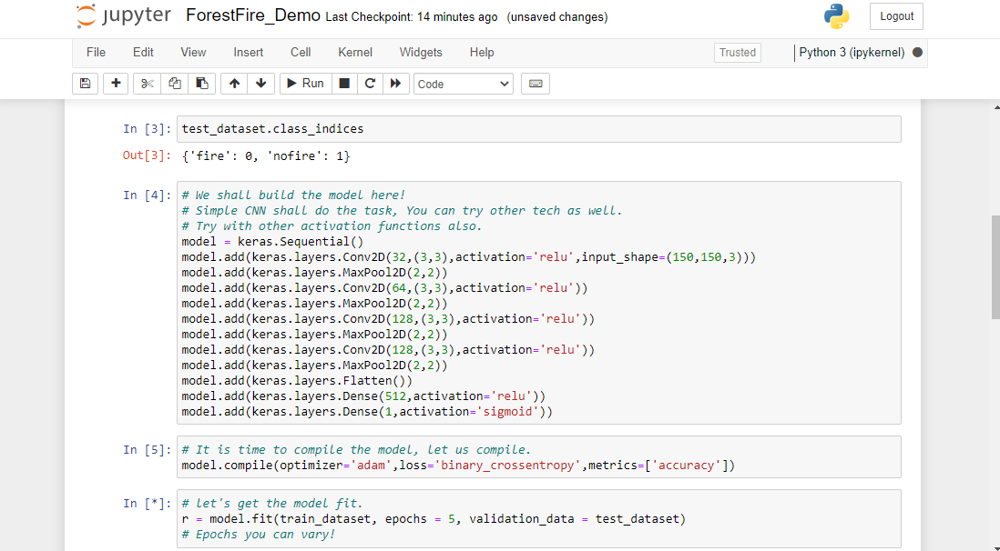 jupyter ForestFire_Demo Last Checkpoint: 14 minutes ago (unsaved changes) Logout
File Edit View Insert Cell Kernel Widgets Help Trusted Python 3 (ipykernel)
Run Code
In [3]: test_dataset.class_indices
Out[3]: {'fire': 0, 'nofire': 1}
In [4]: # We shall build the model here!
# Simple CNN shall do the task, You can try other tech as well.
# Try with other activation functions also.
model = keras.Sequential()
model.add(keras.layers.Conv2D(32,(3,3),activation='relu',input_shape=(150,150,3)))
model.add(keras.layers.MaxPool2D(2,2))
model.add(keras.layers.Conv2D(64,(3,3),activation='relu'))
model.add(keras.layers.MaxPool2D(2,2))
model.add(keras.layers.Conv2D(128,(3,3),activation='relu'))
model.add(keras.layers.MaxPool2D(2,2))
model.add(keras.layers.Conv2D(128,(3,3),activation='relu'))
model.add(keras.layers.MaxPool2D(2,2))
model.add(keras.layers.Flatten())
model.add(keras.layers.Dense(512,activation='relu'))
model.add(keras.layers.Dense(1,activation='sigmoid'))
In [5]: # It is time to compile the model, let us compile.
model.compile(optimizer='adam',loss='binary_crossentropy',metrics=['accuracy'])
In [*]: # let's get the model fit.
r = model.fit(train_dataset, epochs = 5, validation_data = test_dataset)
# Epochs you can vary!